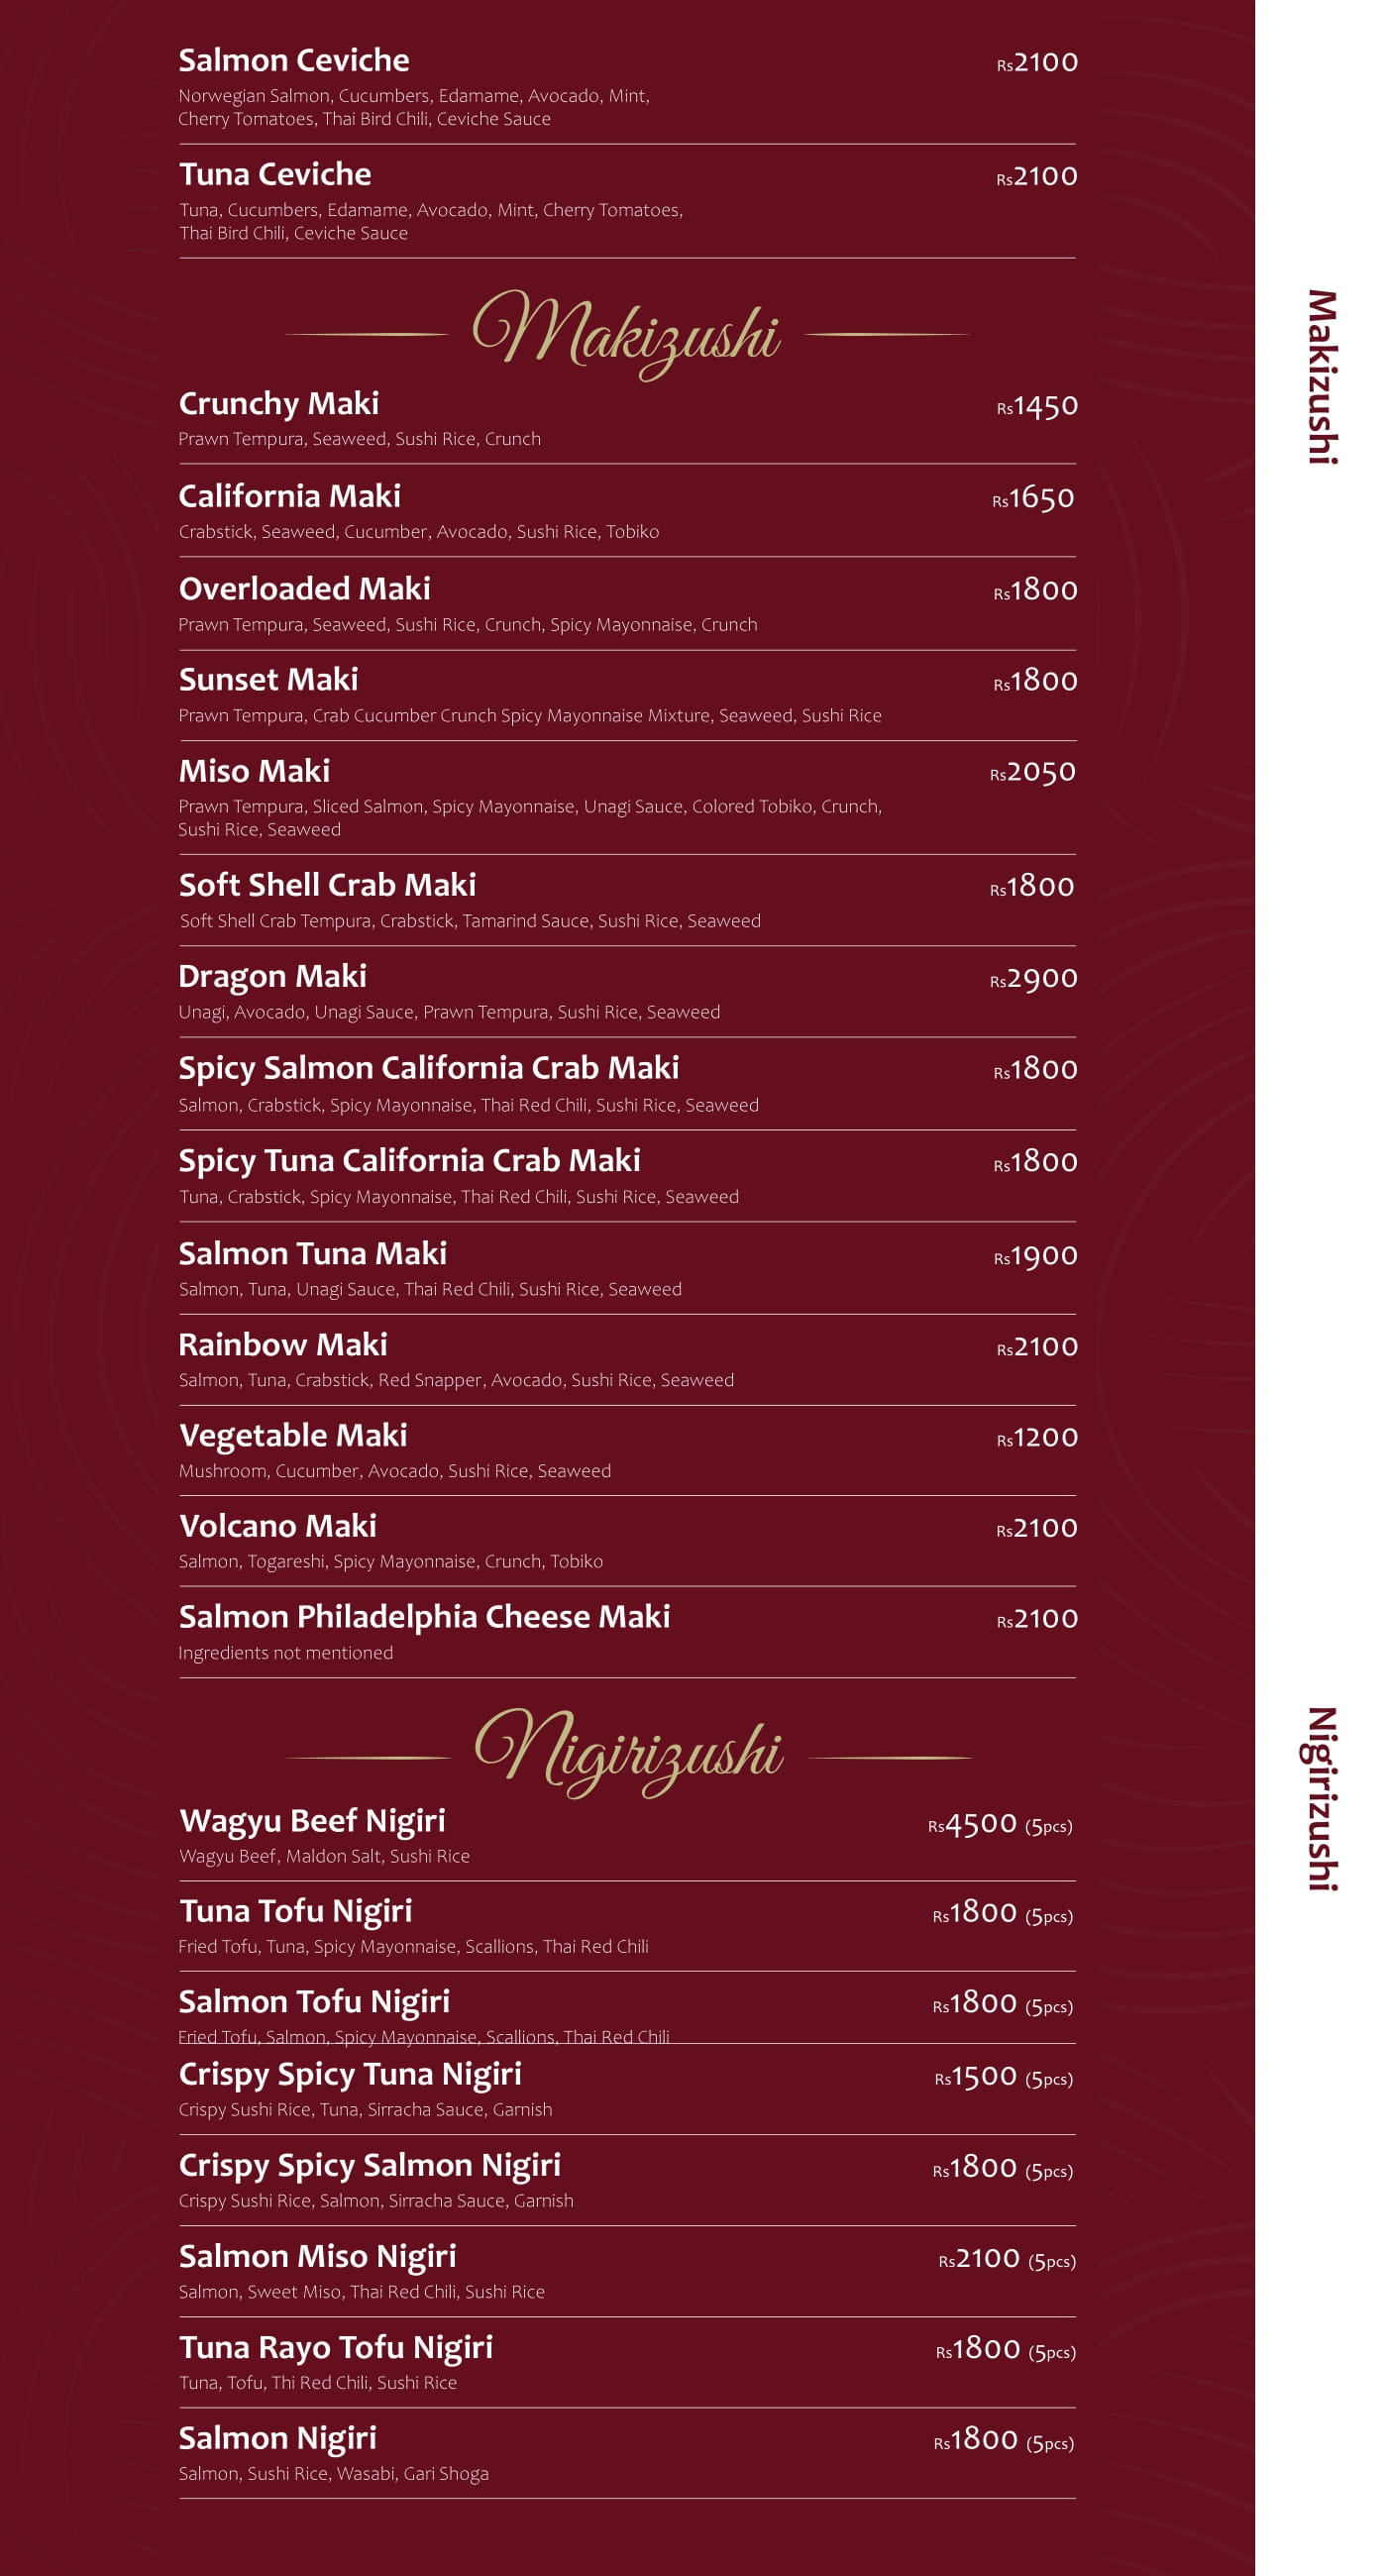 Salmon Ceviche Rs2100
Norwegian Salmon, Cucumbers, Edamame, Avocado, Mint,
Cherry Tomatoes, Thai Bird Chili, Ceviche Sauce
Tuna Ceviche Rs2100
Tuna, Cucumbers, Edamame, Avocado, Mint, Cherry Tomatoes,
Thai Bird Chili, Ceviche Sauce
Makizushi
Makizushi
Crunchy Maki Rs1450
Prawn Tempura, Seaweed, Sushi Rice, Crunch
California Maki Rs1650
Crabstick, Seaweed, Cucumber, Avocado, Sushi Rice, Tobiko
Overloaded Maki Rs1800
Prawn Tempura, Seaweed, Sushi Rice, Crunch, Spicy Mayonnaise, Crunch
Sunset Maki Rs1800
Prawn Tempura, Crab Cucumber Crunch Spicy Mayonnaise Mixture, Seaweed, Sushi Rice
Miso Maki Rs2050
Prawn Tempura, Sliced Salmon, Spicy Mayonnaise, Unagi Sauce, Colored Tobiko, Crunch,
Sushi Rice, Seaweed
Soft Shell Crab Maki Rs1800
Soft Shell Crab Tempura, Crabstick, Tamarind Sauce, Sushi Rice, Seaweed
Dragon Maki Rs2900
Unagi, Avocado, Unagi Sauce, Prawn Tempura, Sushi Rice, Seaweed
Spicy Salmon California Crab Maki Rs1800
Salmon, Crabstick, Spicy Mayonnaise, Thai Red Chili, Sushi Rice, Seaweed
Spicy Tuna California Crab Maki Rs1800
Tuna, Crabstick, Spicy Mayonnaise, Thai Red Chili, Sushi Rice, Seaweed
Salmon Tuna Maki Rs1900
Salmon, Tuna, Unagi Sauce, Thai Red Chili, Sushi Rice, Seaweed
Rainbow Maki Rs2100
Salmon, Tuna, Crabstick, Red Snapper, Avocado, Sushi Rice, Seaweed
Vegetable Maki Rs1200
Mushroom, Cucumber, Avocado, Sushi Rice, Seaweed
Volcano Maki Rs2100
Salmon, Togareshi, Spicy Mayonnaise, Crunch, Tobiko
Salmon Philadelphia Cheese Maki Rs2100
Ingredients not mentioned
Nigirizushi
Nigirizushi
Wagyu Beef Nigiri Rs4500 (5pcs)
Wagyu Beef, Maldon Salt, Sushi Rice
Tuna Tofu Nigiri Rs1800 (5pcs)
Fried Tofu, Tuna, Spicy Mayonnaise, Scallions, Thai Red Chili
Salmon Tofu Nigiri Rs1800 (5pcs)
Fried Tofu, Salmon, Spicy Mayonnaise, Scallions, Thai Red Chili
Crispy Spicy Tuna Nigiri Rs1500 (5pcs)
Crispy Sushi Rice, Tuna, Sirracha Sauce, Garnish
Crispy Spicy Salmon Nigiri Rs1800 (5pcs)
Crispy Sushi Rice, Salmon, Sirracha Sauce, Garnish
Salmon Miso Nigiri Rs2100 (5pcs)
Salmon, Sweet Miso, Thai Red Chili, Sushi Rice
Tuna Rayo Tofu Nigiri Rs1800 (5pcs)
Tuna, Tofu, Thi Red Chili, Sushi Rice
Salmon Nigiri Rs1800 (5pcs)
Salmon, Sushi Rice, Wasabi, Gari Shoga